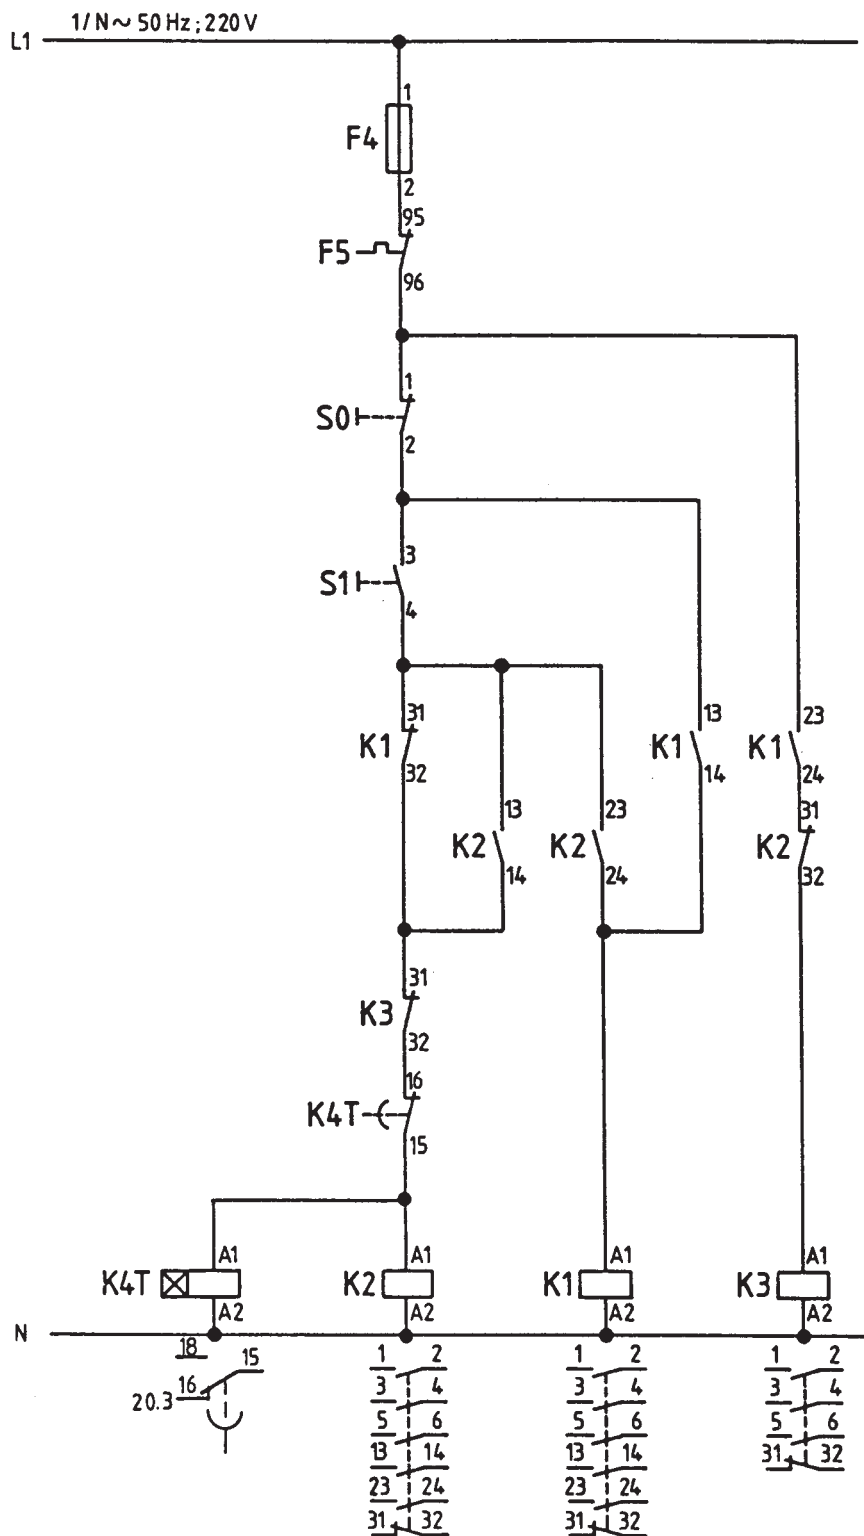 1/N~ 50 Hz; 220 V
L1
1
F4
2
95
F5
96
1
S0
2
3
S1
4
31
K1
32
13
K1
14
23
K1
24
13
K2
14
23
K2
24
31
K2
32
31
K3
32
16
K4T
15
A1 A1 A1 A1
K4T K2 K1 K3
A2 A2 A2 A2
N
18 15
16
20.3
1 2
3 4
5 6
13 14
23 24
31 32
1 2
3 4
5 6
13 14
23 24
31 32
1 2
3 4
5 6
31 32